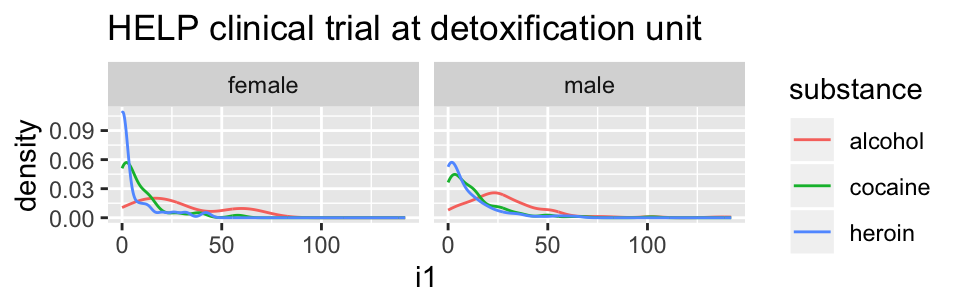 HELP clinical trial at detoxification unit
female
male
density
0.09
0.06
0.03
0.00
0 50 100
0 50 100
i1
substance
alcohol
cocaine
heroin